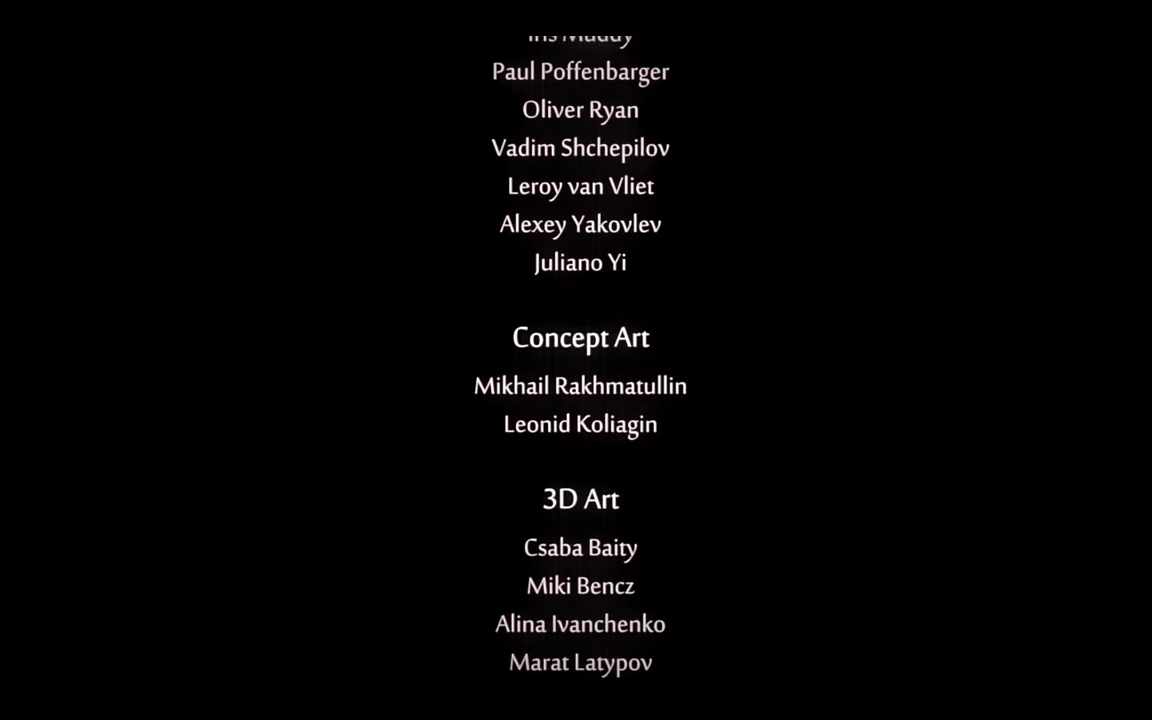 Paul Poffenbarger
Oliver Ryan
Vadim Shchepilov
Leroy van Vliet
Alexey Yakovlev
Juliano Yi
Concept Art
Mikhail Rakhmatullin
Leonid Koliagin
3D Art
Csaba Baity
Miki Bencz
Alina Ivanchenko
Marat Latypov